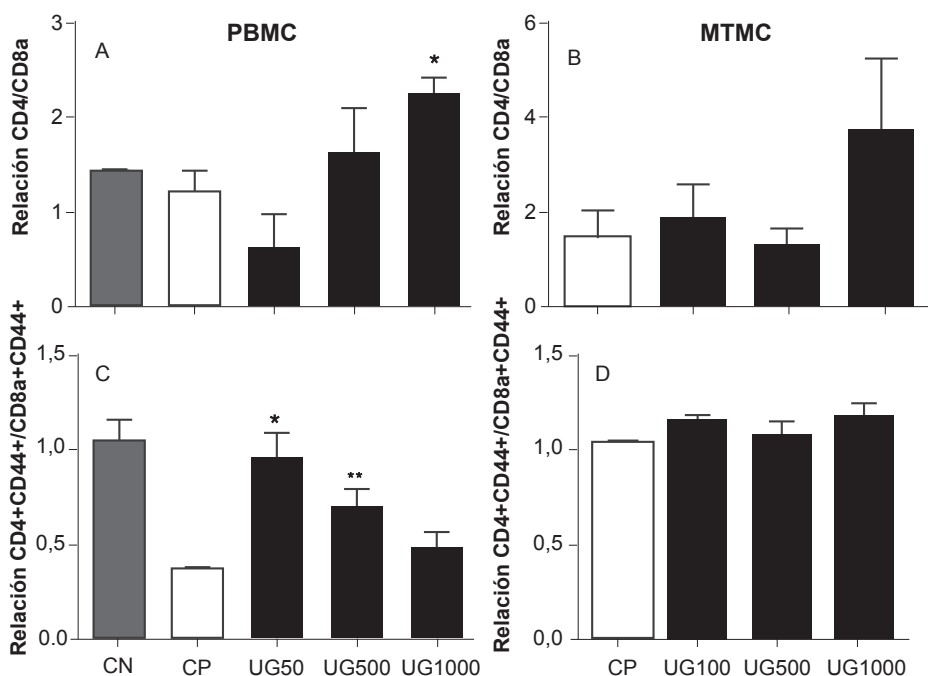 PBMC
A
Relación CD4/CD8a
3
2
1
0
*
MTMC
B
Relación CD4/CD8a
6
4
2
0
C
Relación CD4+CD44+/CD8a+CD44+
1,5
1,0
0,5
0.0
*
**
CN CP UG50 UG500 UG1000
D
Relación CD4+CD44+/CD8a+CD44+
1,5
1,0
0,5
0,0
CP UG100 UG500 UG1000